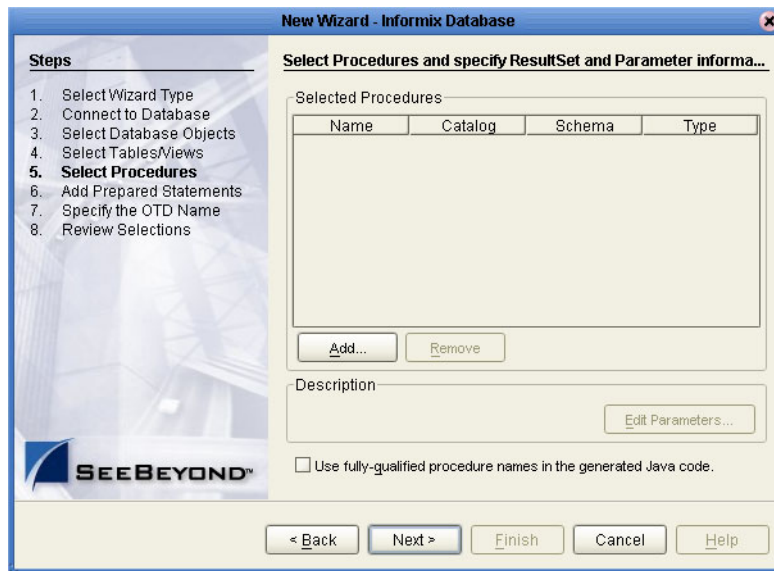 New Wizard - Informix Database
Steps
1. Select Wizard Type
2. Connect to Database
3. Select Database Objects
4. Select Tables/Views
5. Select Procedures
6. Add Prepared Statements
7. Specify the OTD Name
8. Review Selections
SEEBEYOND™
Select Procedures and specify ResultSet and Parameter informa...
Selected Procedures
Name Catalog Schema Type
Add... Remove
Description
Edit Parameters...
Use fully-qualified procedure names in the generated Java code.
< Back Next > Finish Cancel Help